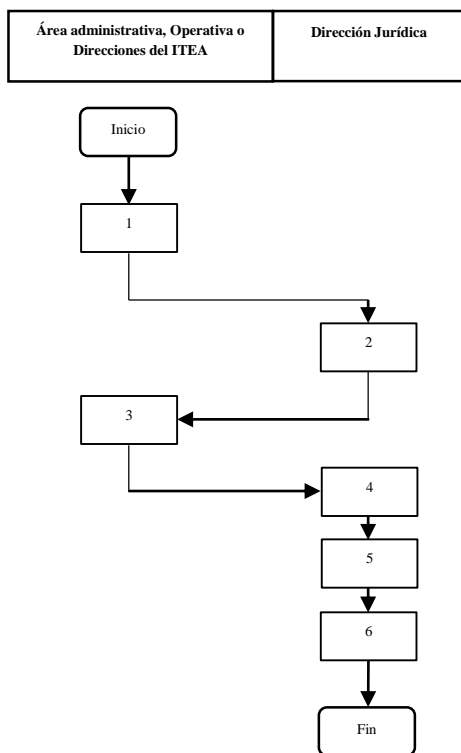 Área administrativa, Operativa o
Direcciones del ITEA
Dirección Jurídica
Inicio
1
2
3
4
5
6
Fin